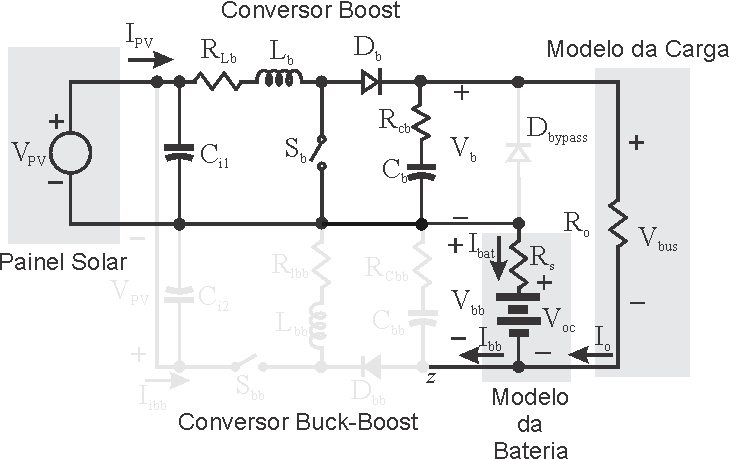 Conversor Boost
I_PV
R_Lb
L_b
D_b
Modelo da Carga
+
V_PV
−
C_i1
S_b
R_cb
C_b
+
V_b
−
D_bypass
+
R_o
V_bus
−
Painel Solar
−
V_PV
+
C_i2
R_lbb
L_bb
R_Cbb
C_bb
+
V_bb
−
I_bat
R_s
+
V_oc
−
I_bb
I_o
I_ibb
S_bb
D_bb
z
Conversor Buck-Boost
Modelo
da
Bateria